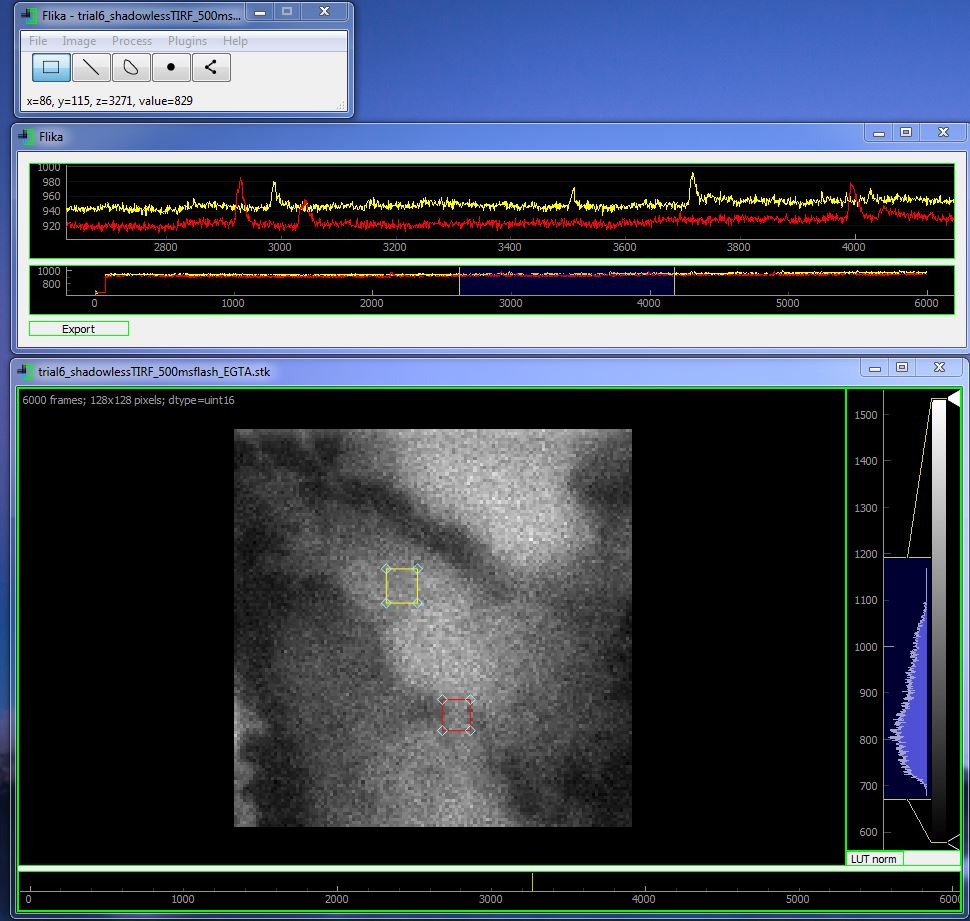 Flika - trial6_shadowlessTIRF_500ms...
File Image Process Plugins Help
x=86, y=115, z=3271, value=829
Flika
1000
980
960
940
920
2800 3000 3200 3400 3600 3800 4000
1000
800
0 1000 2000 3000 4000 5000 6000
Export
trial6_shadowlessTIRF_500msflash_EGTA.stk
6000 frames; 128x128 pixels; dtype=uint16
1500
1400
1300
1200
1100
1000
900
800
700
600
LUT norm
0 1000 2000 3000 4000 5000 6000